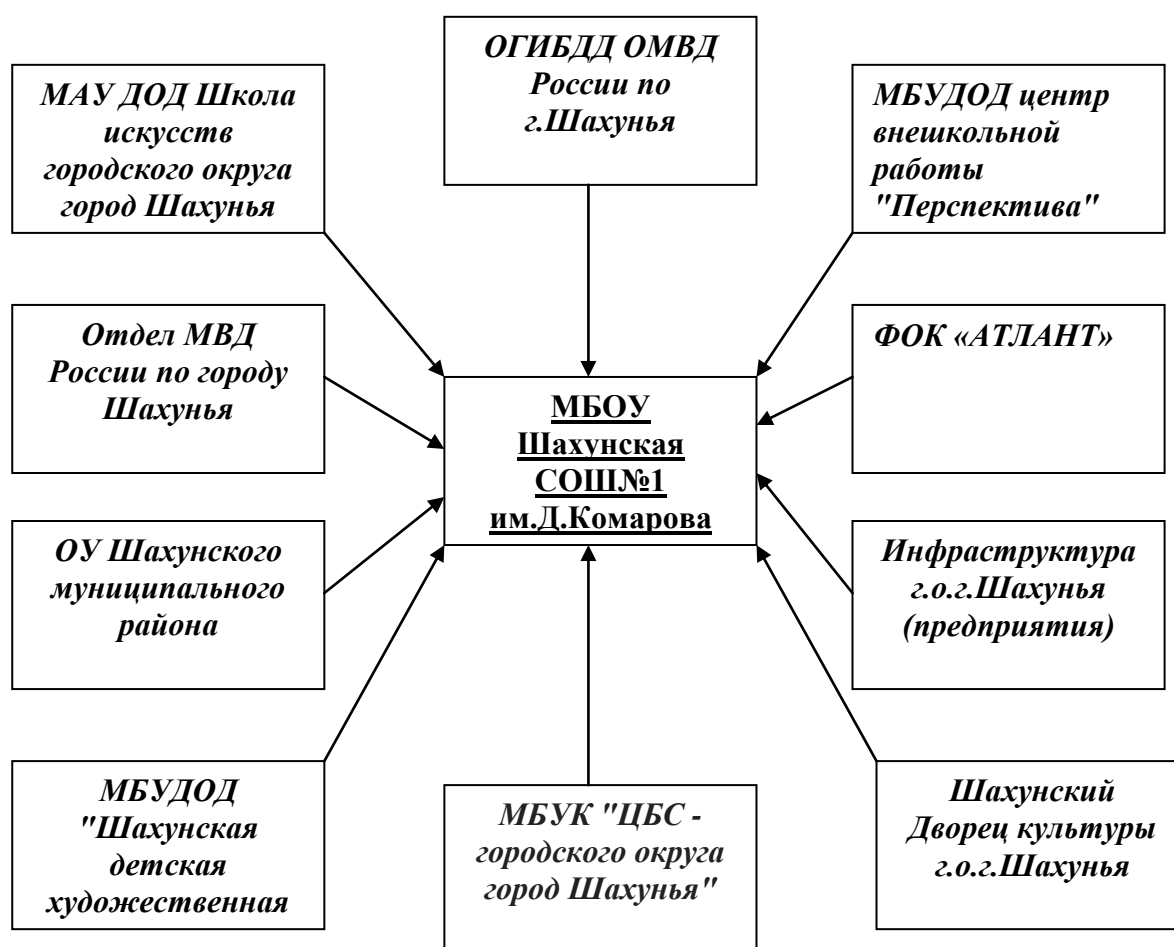 ОГИБДД ОМВД
России по
г.Шахунья
МАУ ДОД Школа
искусств
городского округа
город Шахунья
МБУДОД центр
внешкольной
работы
"Перспектива"
Отдел МВД
России по городу
Шахунья
ФОК «АТЛАНТ»
МБОУ
Шахунская
СОШ№1
им.Д.Комарова
ОУ Шахунского
муниципального
района
Инфраструктура
г.о.г.Шахунья
(предприятия)
МБУДОД
"Шахунская
детская
художественная
МБУК "ЦБС -
городского округа
город Шахунья"
Шахунский
Дворец культуры
г.о.г.Шахунья